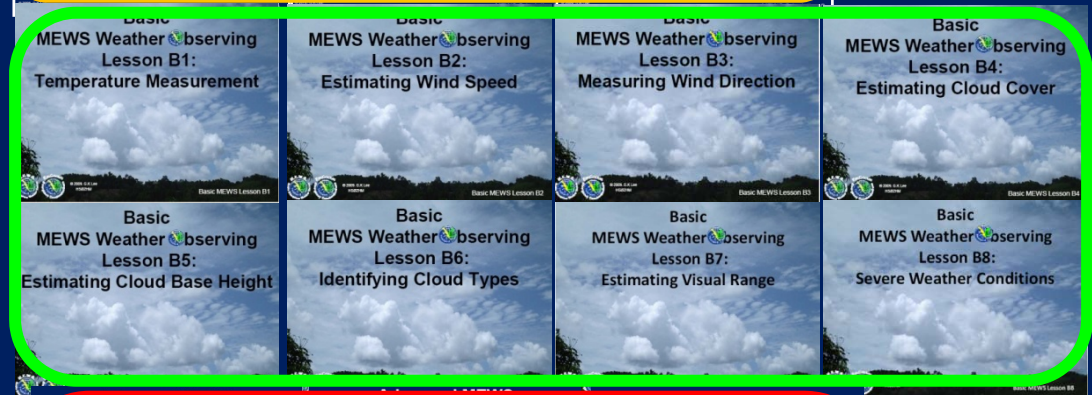 Basic
MEWS Weather Observing
Lesson B1:
Temperature Measurement
Basic MEWS Lesson B1
Basic
MEWS Weather Observing
Lesson B2:
Estimating Wind Speed
Basic MEWS Lesson B2
Basic
MEWS Weather Observing
Lesson B3:
Measuring Wind Direction
Basic MEWS Lesson B3
Basic
MEWS Weather Observing
Lesson B4:
Estimating Cloud Cover
Basic MEWS Lesson B4
Basic
MEWS Weather Observing
Lesson B5:
Estimating Cloud Base Height
Basic
MEWS Weather Observing
Lesson B6:
Identifying Cloud Types
Basic
MEWS Weather Observing
Lesson B7:
Estimating Visual Range
Basic
MEWS Weather Observing
Lesson B8:
Severe Weather Conditions
Basic MEWS Lesson B8